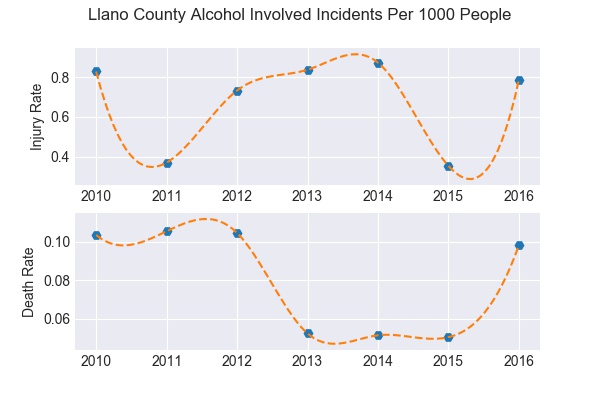 Llano County Alcohol Involved Incidents Per 1000 People
Injury Rate
0.8
0.6
0.4
2010 2011 2012 2013 2014 2015 2016
Death Rate
0.10
0.08
0.06
2010 2011 2012 2013 2014 2015 2016